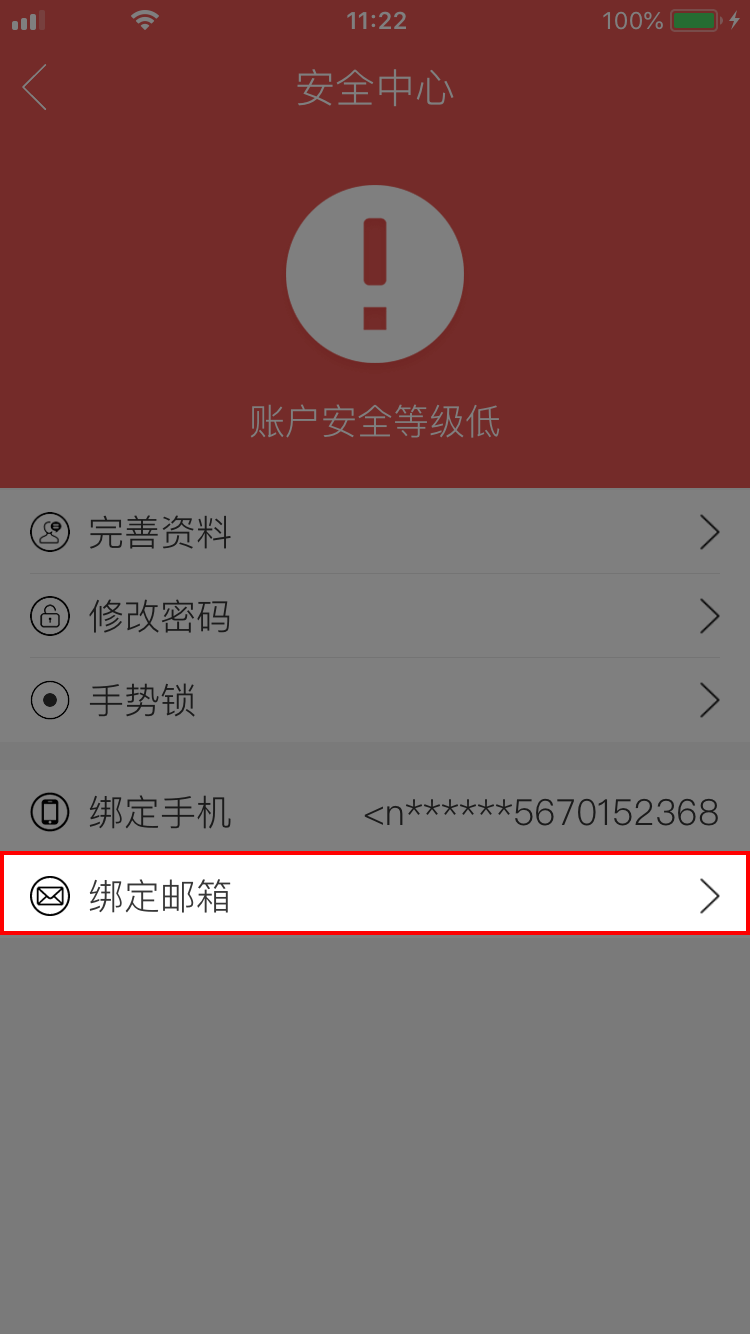 11:22
100%
安全中心
账户安全等级低
完善资料
修改密码
手势锁
绑定手机 <n******5670152368
绑定邮箱